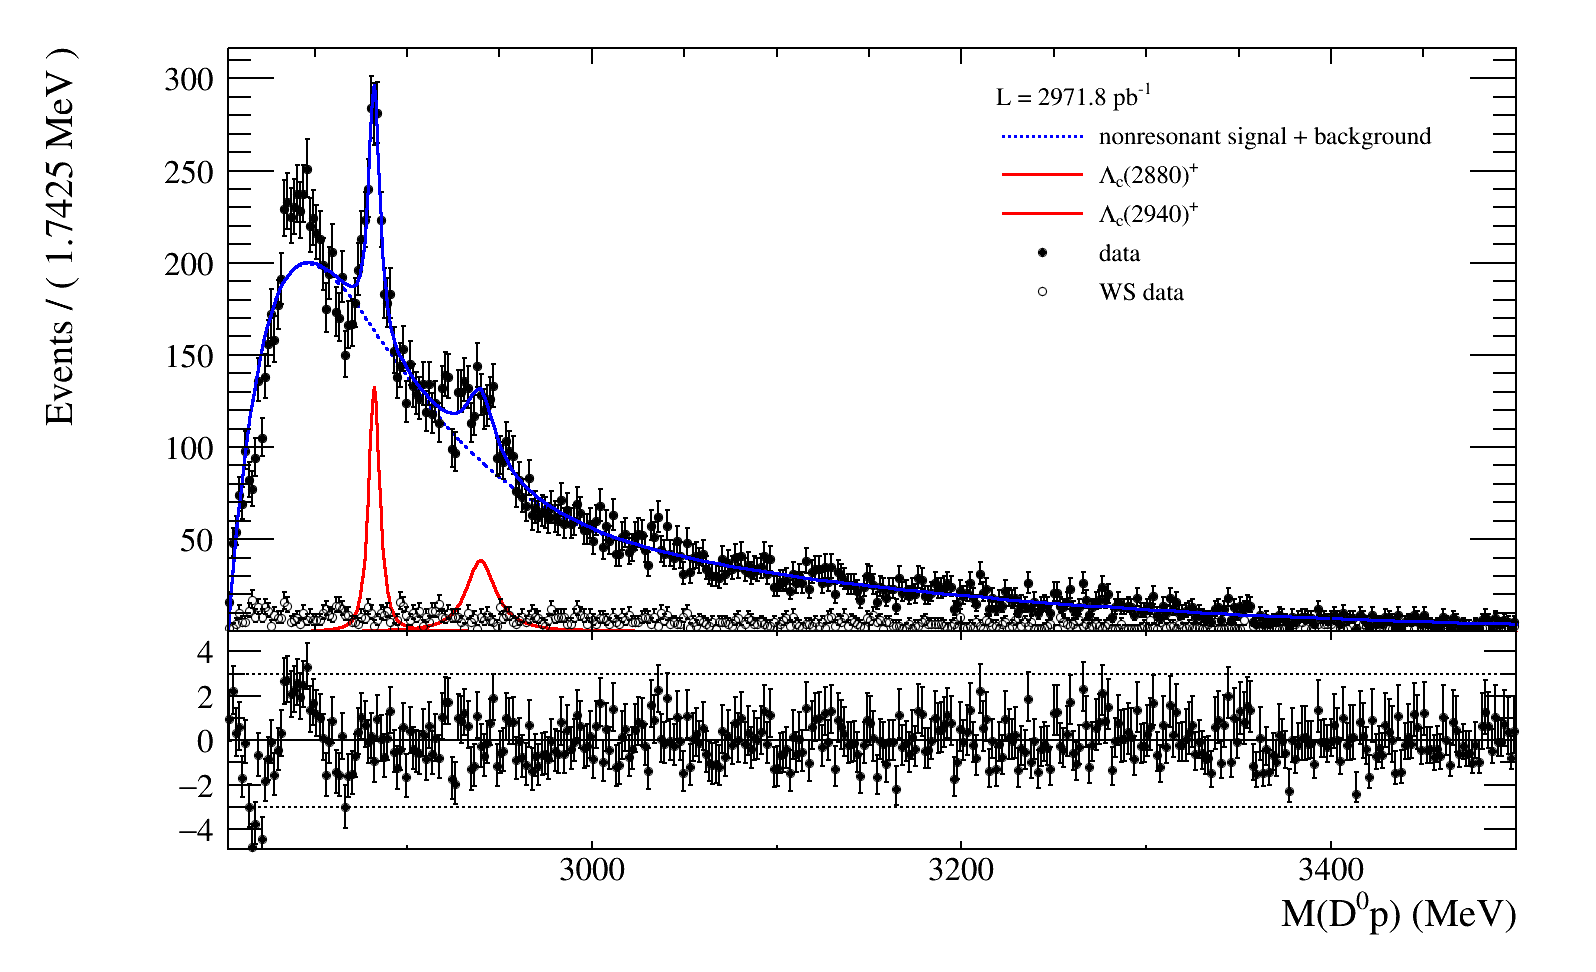 Events / ( 1.7425 MeV )
300
250
200
150
100
50
L = 2971.8 pb⁻¹
nonresonant signal + background
Λc(2880)⁺
Λc(2940)⁺
data
WS data
4
2
0
−2
−4
3000
3200
3400
M(D⁰p) (MeV)